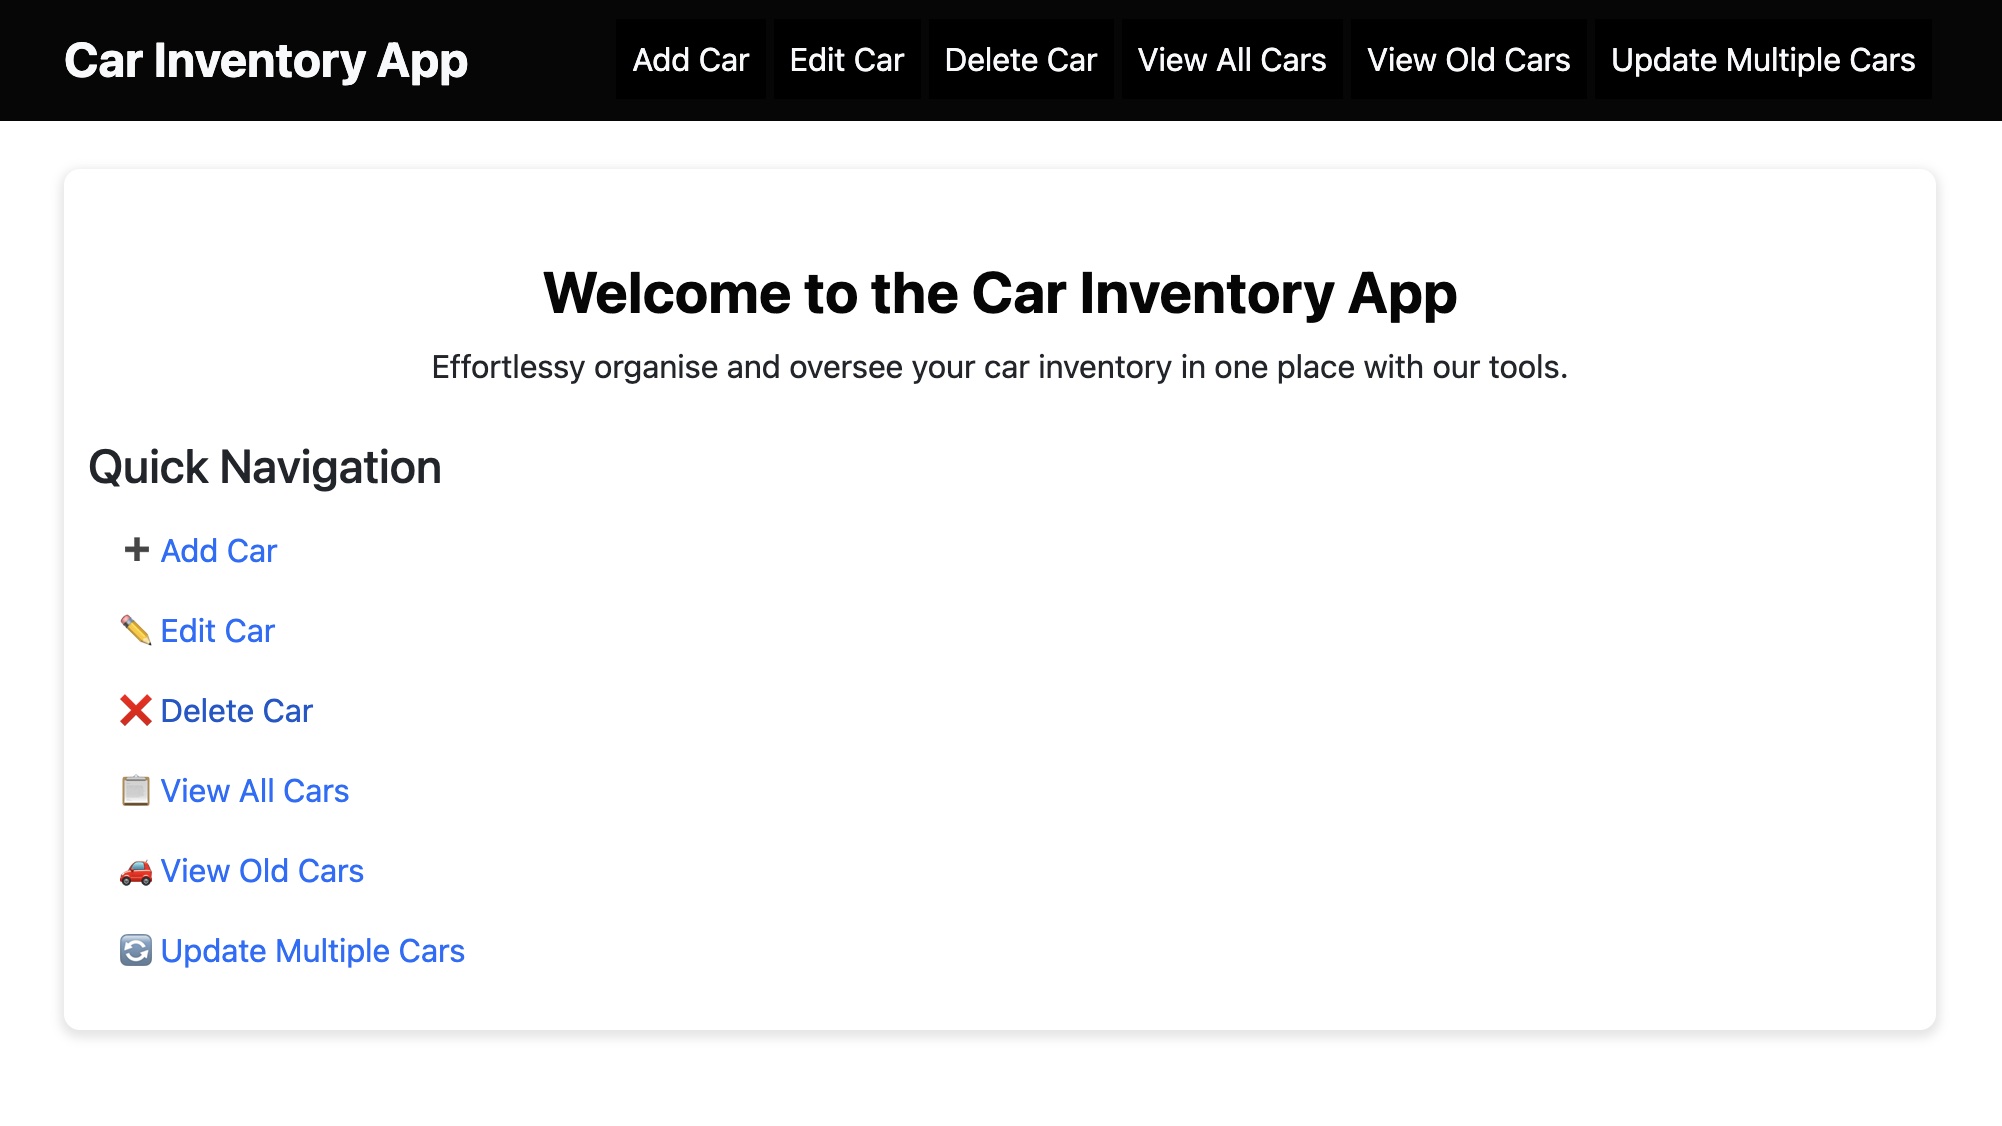 Car Inventory App
Add Car Edit Car Delete Car View All Cars View Old Cars Update Multiple Cars
Welcome to the Car Inventory App
Effortlessy organise and oversee your car inventory in one place with our tools.
Quick Navigation
Add Car
Edit Car
Delete Car
View All Cars
View Old Cars
Update Multiple Cars